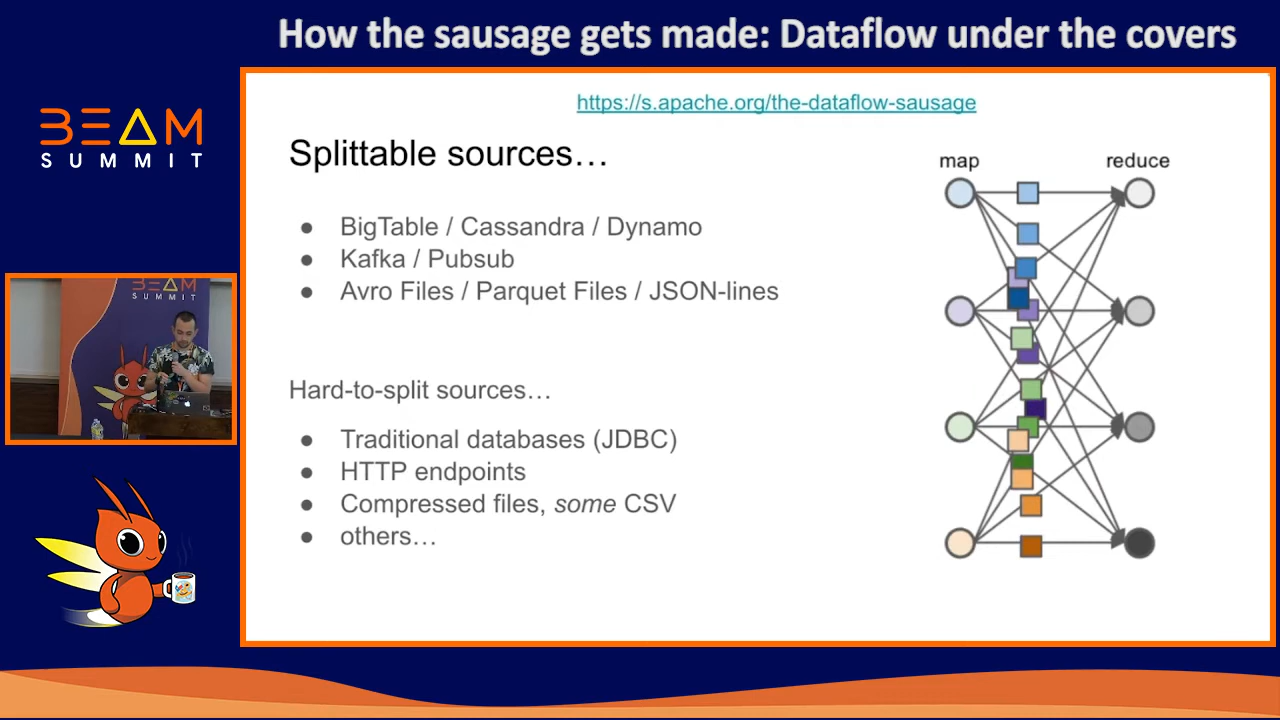 How the sausage gets made: Dataflow under the covers
BEAM
SUMMIT
https://s.apache.org/the-dataflow-sausage
Splittable sources…
● BigTable / Cassandra / Dynamo
● Kafka / Pubsub
● Avro Files / Parquet Files / JSON-lines
Hard-to-split sources…
● Traditional databases (JDBC)
● HTTP endpoints
● Compressed files, some CSV
● others…
map
reduce
BEAM
SUMMIT